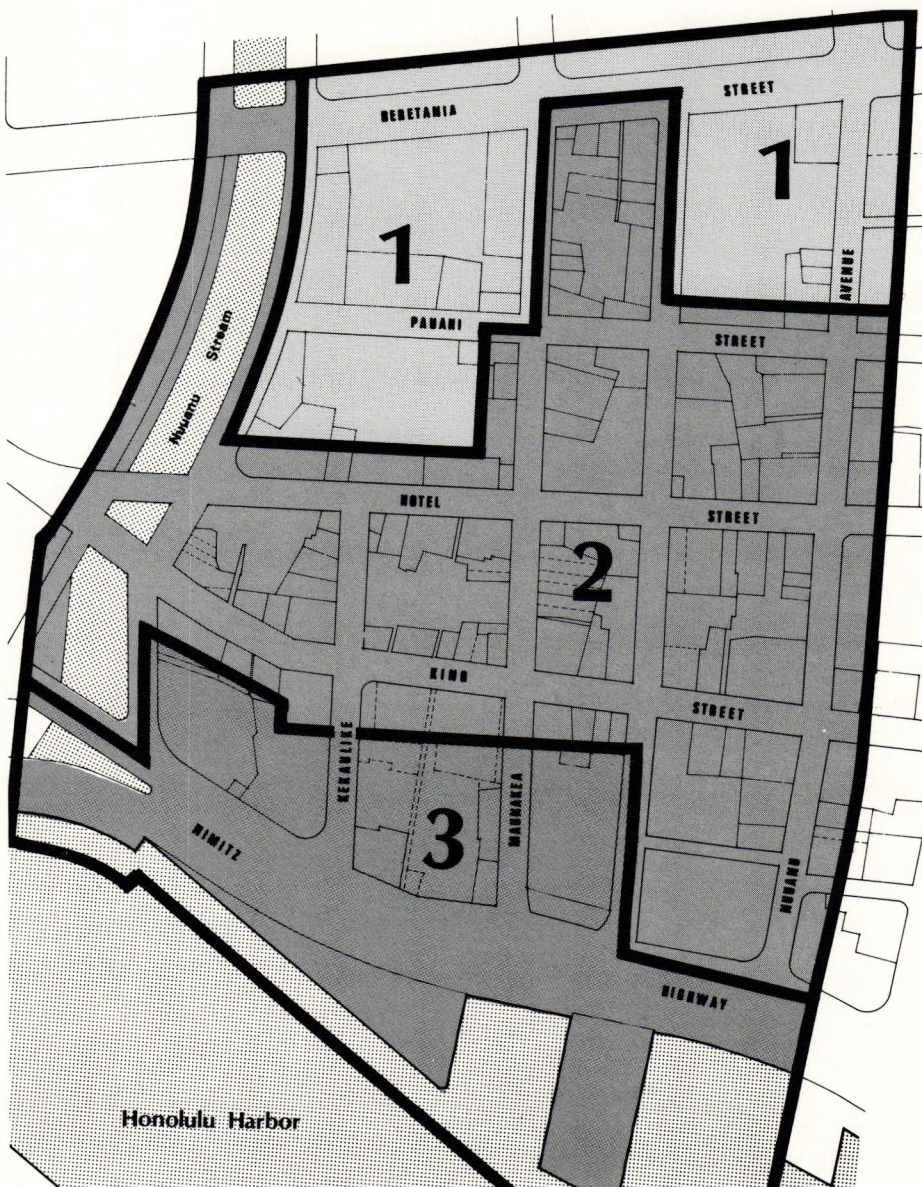 BERETANIA STREET
1
1
AVENUE
PAUAHI STREET
Nuuanu Stream
HOTEL STREET
2
KING STREET
KEKAULIKE
MAUNAKEA
3
NIMITZ HIGHWAY
NUUANU
Honolulu Harbor